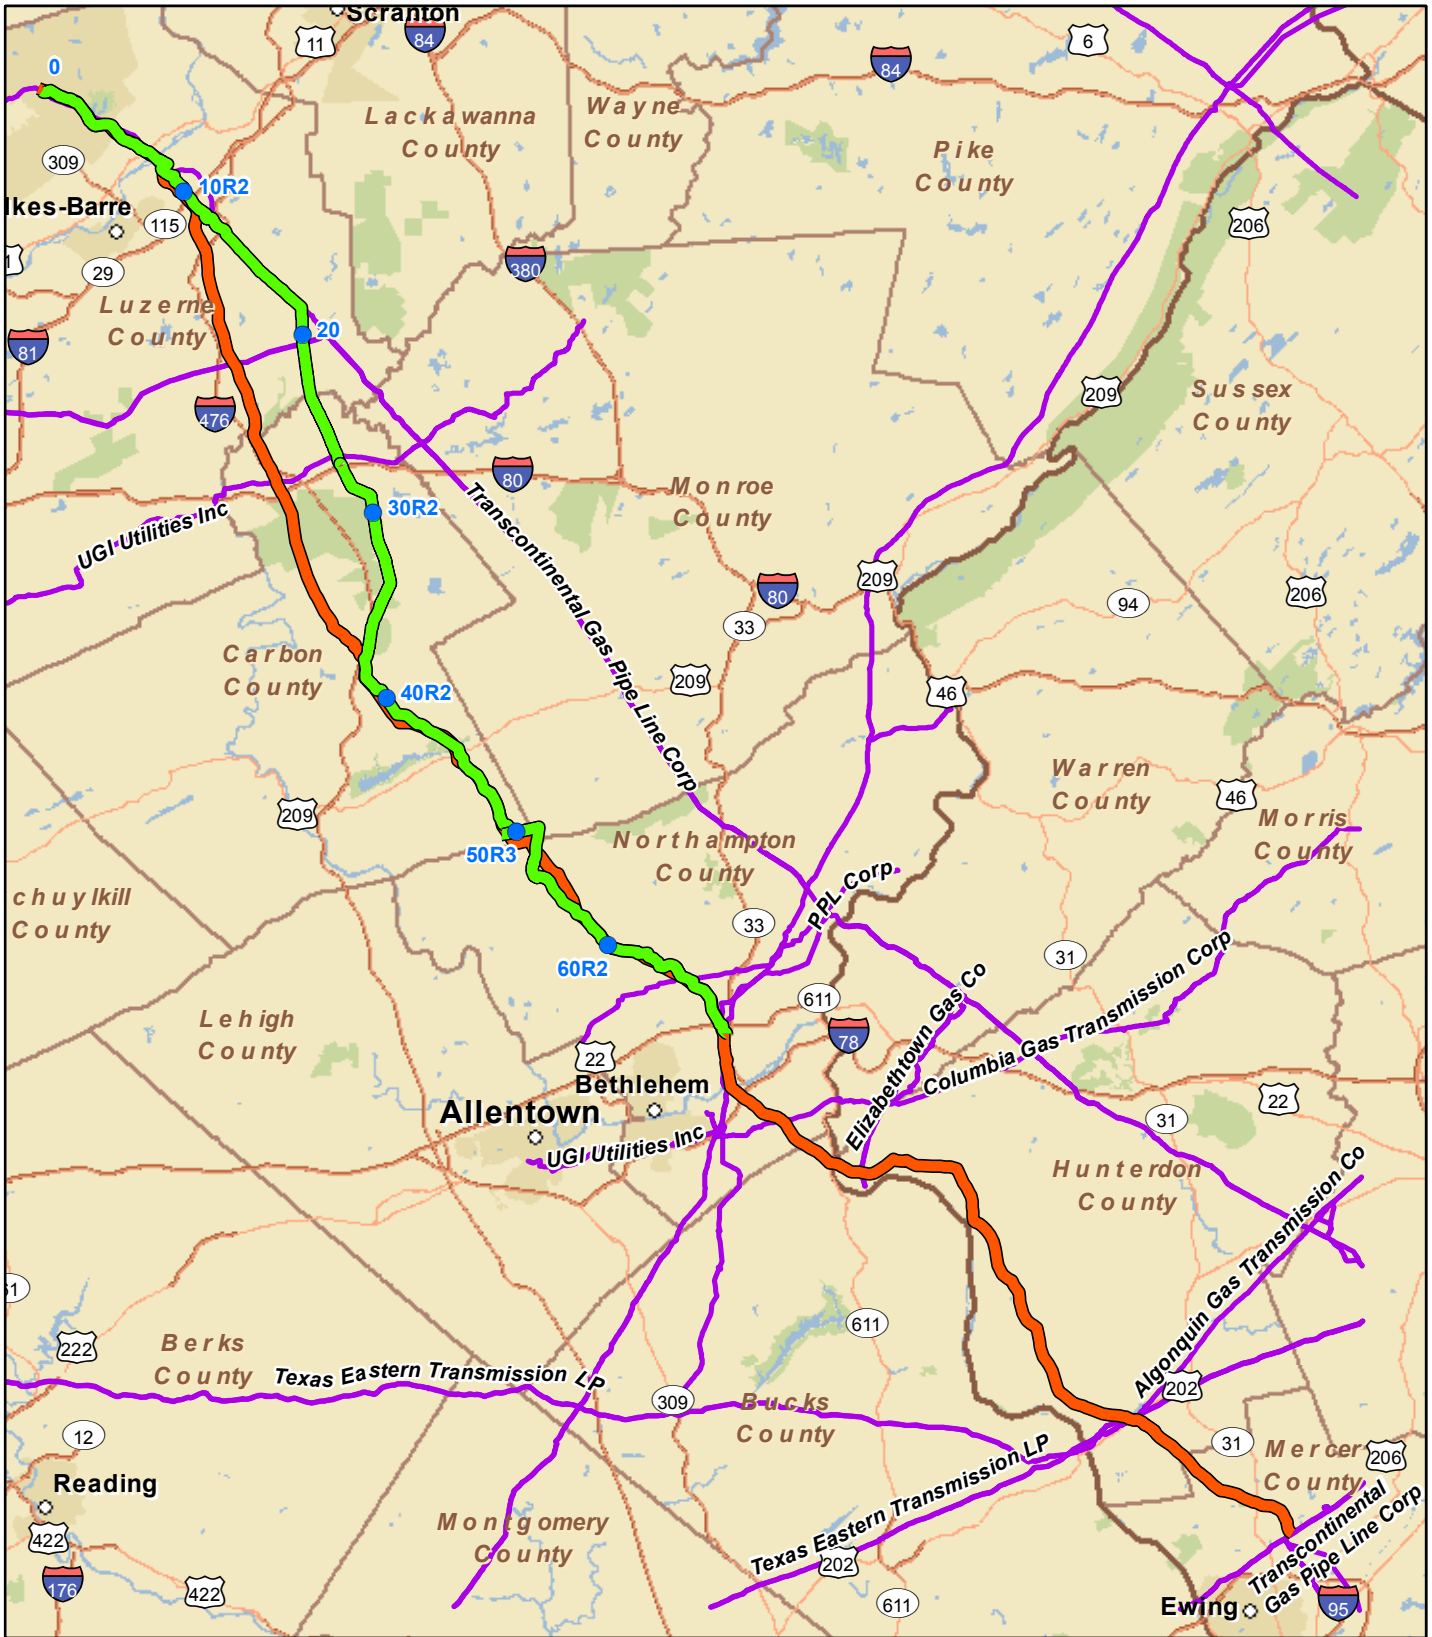 Scranton
11
84
6
0
84
Lackawanna
County
Wayne
County
309
Pike
County
10R2
lkes-Barre
115
206
1
29
380
Luzerne
County
20
81
209
Sussex
County
476
80
Monroe
County
30R2
Transcontinental Gas Pipe Line Corp
UGI Utilities Inc
209
80
206
94
33
Carbon
County
209
46
40R2
Warren
County
46
209
Morris
County
50R3
Northampton
County
PPL Corp
chuylkill
County
33
31
Columbia Gas Transmission Corp
60R2
Elizabethtown Gas Co
611
Lehigh
County
78
22
Bethlehem
22
Allentown
31
UGI Utilities Inc
Hunterdon
County
Algonquin Gas Transmission Co
61
611
222
Berks
County
Texas Eastern Transmission LP
202
309
Bucks
County
12
31
Mercer
County
206
Reading
Texas Eastern Transmission LP
Transcontinental
Gas Pipe Line Corp
422
Montgomery
County
202
176
422
611
Ewing
95